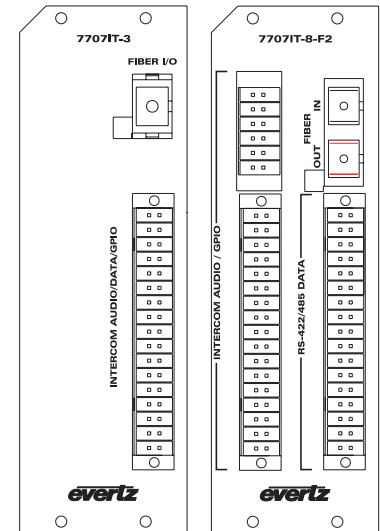 7707IT-3
FIBER I/O
INTERCOM AUDIO/DATA/GPIO
evertz
7707IT-8-F2
INTERCOM AUDIO / GPIO
FIBER
IN
OUT
RS-422/485 DATA
evertz